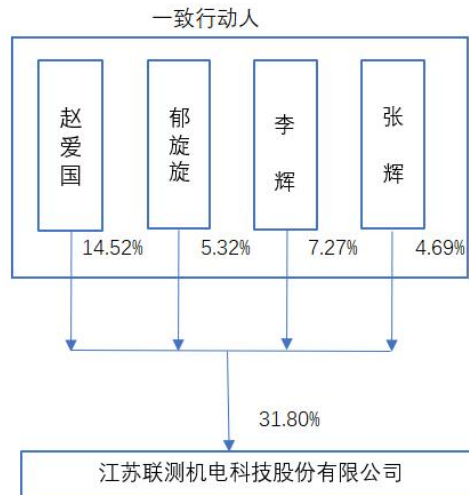 一致行动人
赵爱国
郁旋旋
李辉
张辉
14.52%
5.32%
7.27%
4.69%
31.80%
江苏联测机电科技股份有限公司